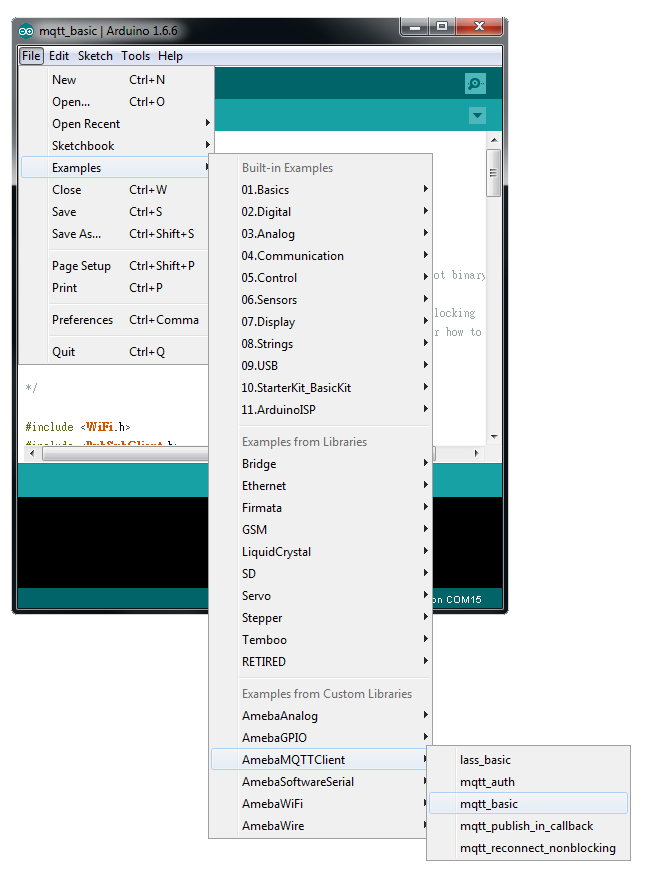 mqtt_basic | Arduino 1.6.6
File Edit Sketch Tools Help
New Ctrl+N
Open... Ctrl+O
Open Recent
Sketchbook
Examples
Close Ctrl+W
Save Ctrl+S
Save As... Ctrl+Shift+S
Page Setup Ctrl+Shift+P
Print Ctrl+P
Preferences Ctrl+Comma
Quit Ctrl+Q
Built-in Examples
01.Basics
02.Digital
03.Analog
04.Communication
05.Control
06.Sensors
07.Display
08.Strings
09.USB
10.StarterKit_BasicKit
11.ArduinoISP
Examples from Libraries
Bridge
Ethernet
Firmata
GSM
LiquidCrystal
SD
Servo
Stepper
Temboo
RETIRED
Examples from Custom Libraries
AmebaAnalog
AmebaGPIO
AmebaMQTTClient
AmebaSoftwareSerial
AmebaWiFi
AmebaWire
lass_basic
mqtt_auth
mqtt_basic
mqtt_publish_in_callback
mqtt_reconnect_nonblocking
ot binary
locking
r how to
*/
#include <WiFi.h>
#include <PubSubClient.h>
on COM15